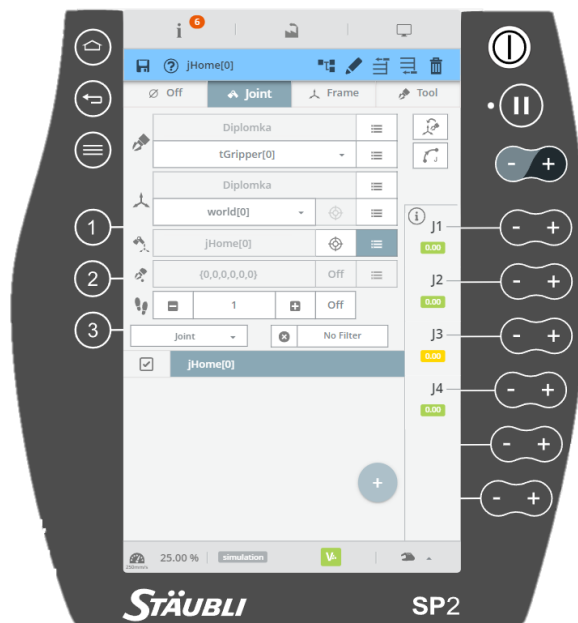 i 6
? jHome[0]
Off Joint Frame Tool
Diplomka
tGripper[0]
Diplomka
world[0]
1 jHome[0]
2 {0,0,0,0,0,0} Off
1 Off
3 Joint No Filter
jHome[0]
i
J1 - +
0.00
J2 - +
0.00
J3 - +
0.00
J4 - +
0.00
- +
- +
- +
+
250mm/s 25.00 % simulation
STÄUBLI SP2